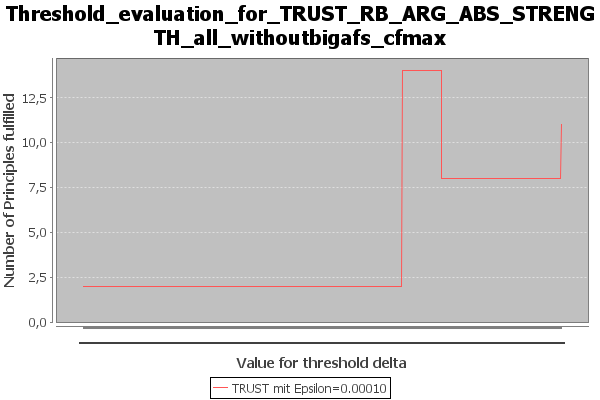 Threshold_evaluation_for_TRUST_RB_ARG_ABS_STRENG
TH_all_withoutbigafs_cfmax
Number of Principles fulfilled
12,5
10,0
7,5
5,0
2,5
0,0
Value for threshold delta
TRUST mit Epsilon=0.00010